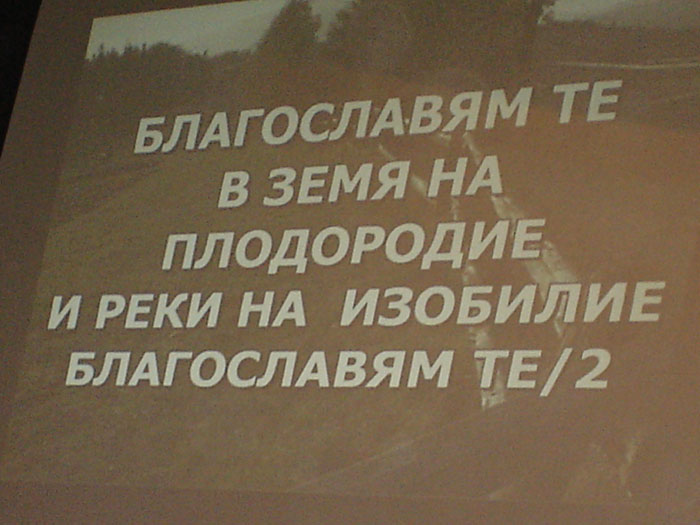 БЛАГОСЛАВЯМ ТЕ
В ЗЕМЯ НА
ПЛОДОРОДИЕ
И РЕКИ НА ИЗОБИЛИЕ
БЛАГОСЛАВЯМ ТЕ/2